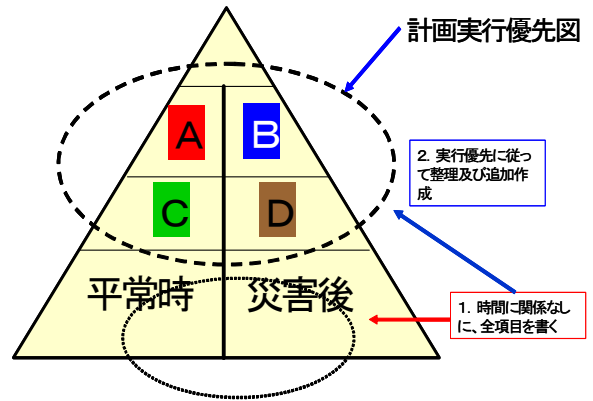 計画実行優先図
A
B
2．実行優先に従っ
て整理及び追加作
成
C
D
平常時
災害後
1．時間に関係なし
に、全項目を書く